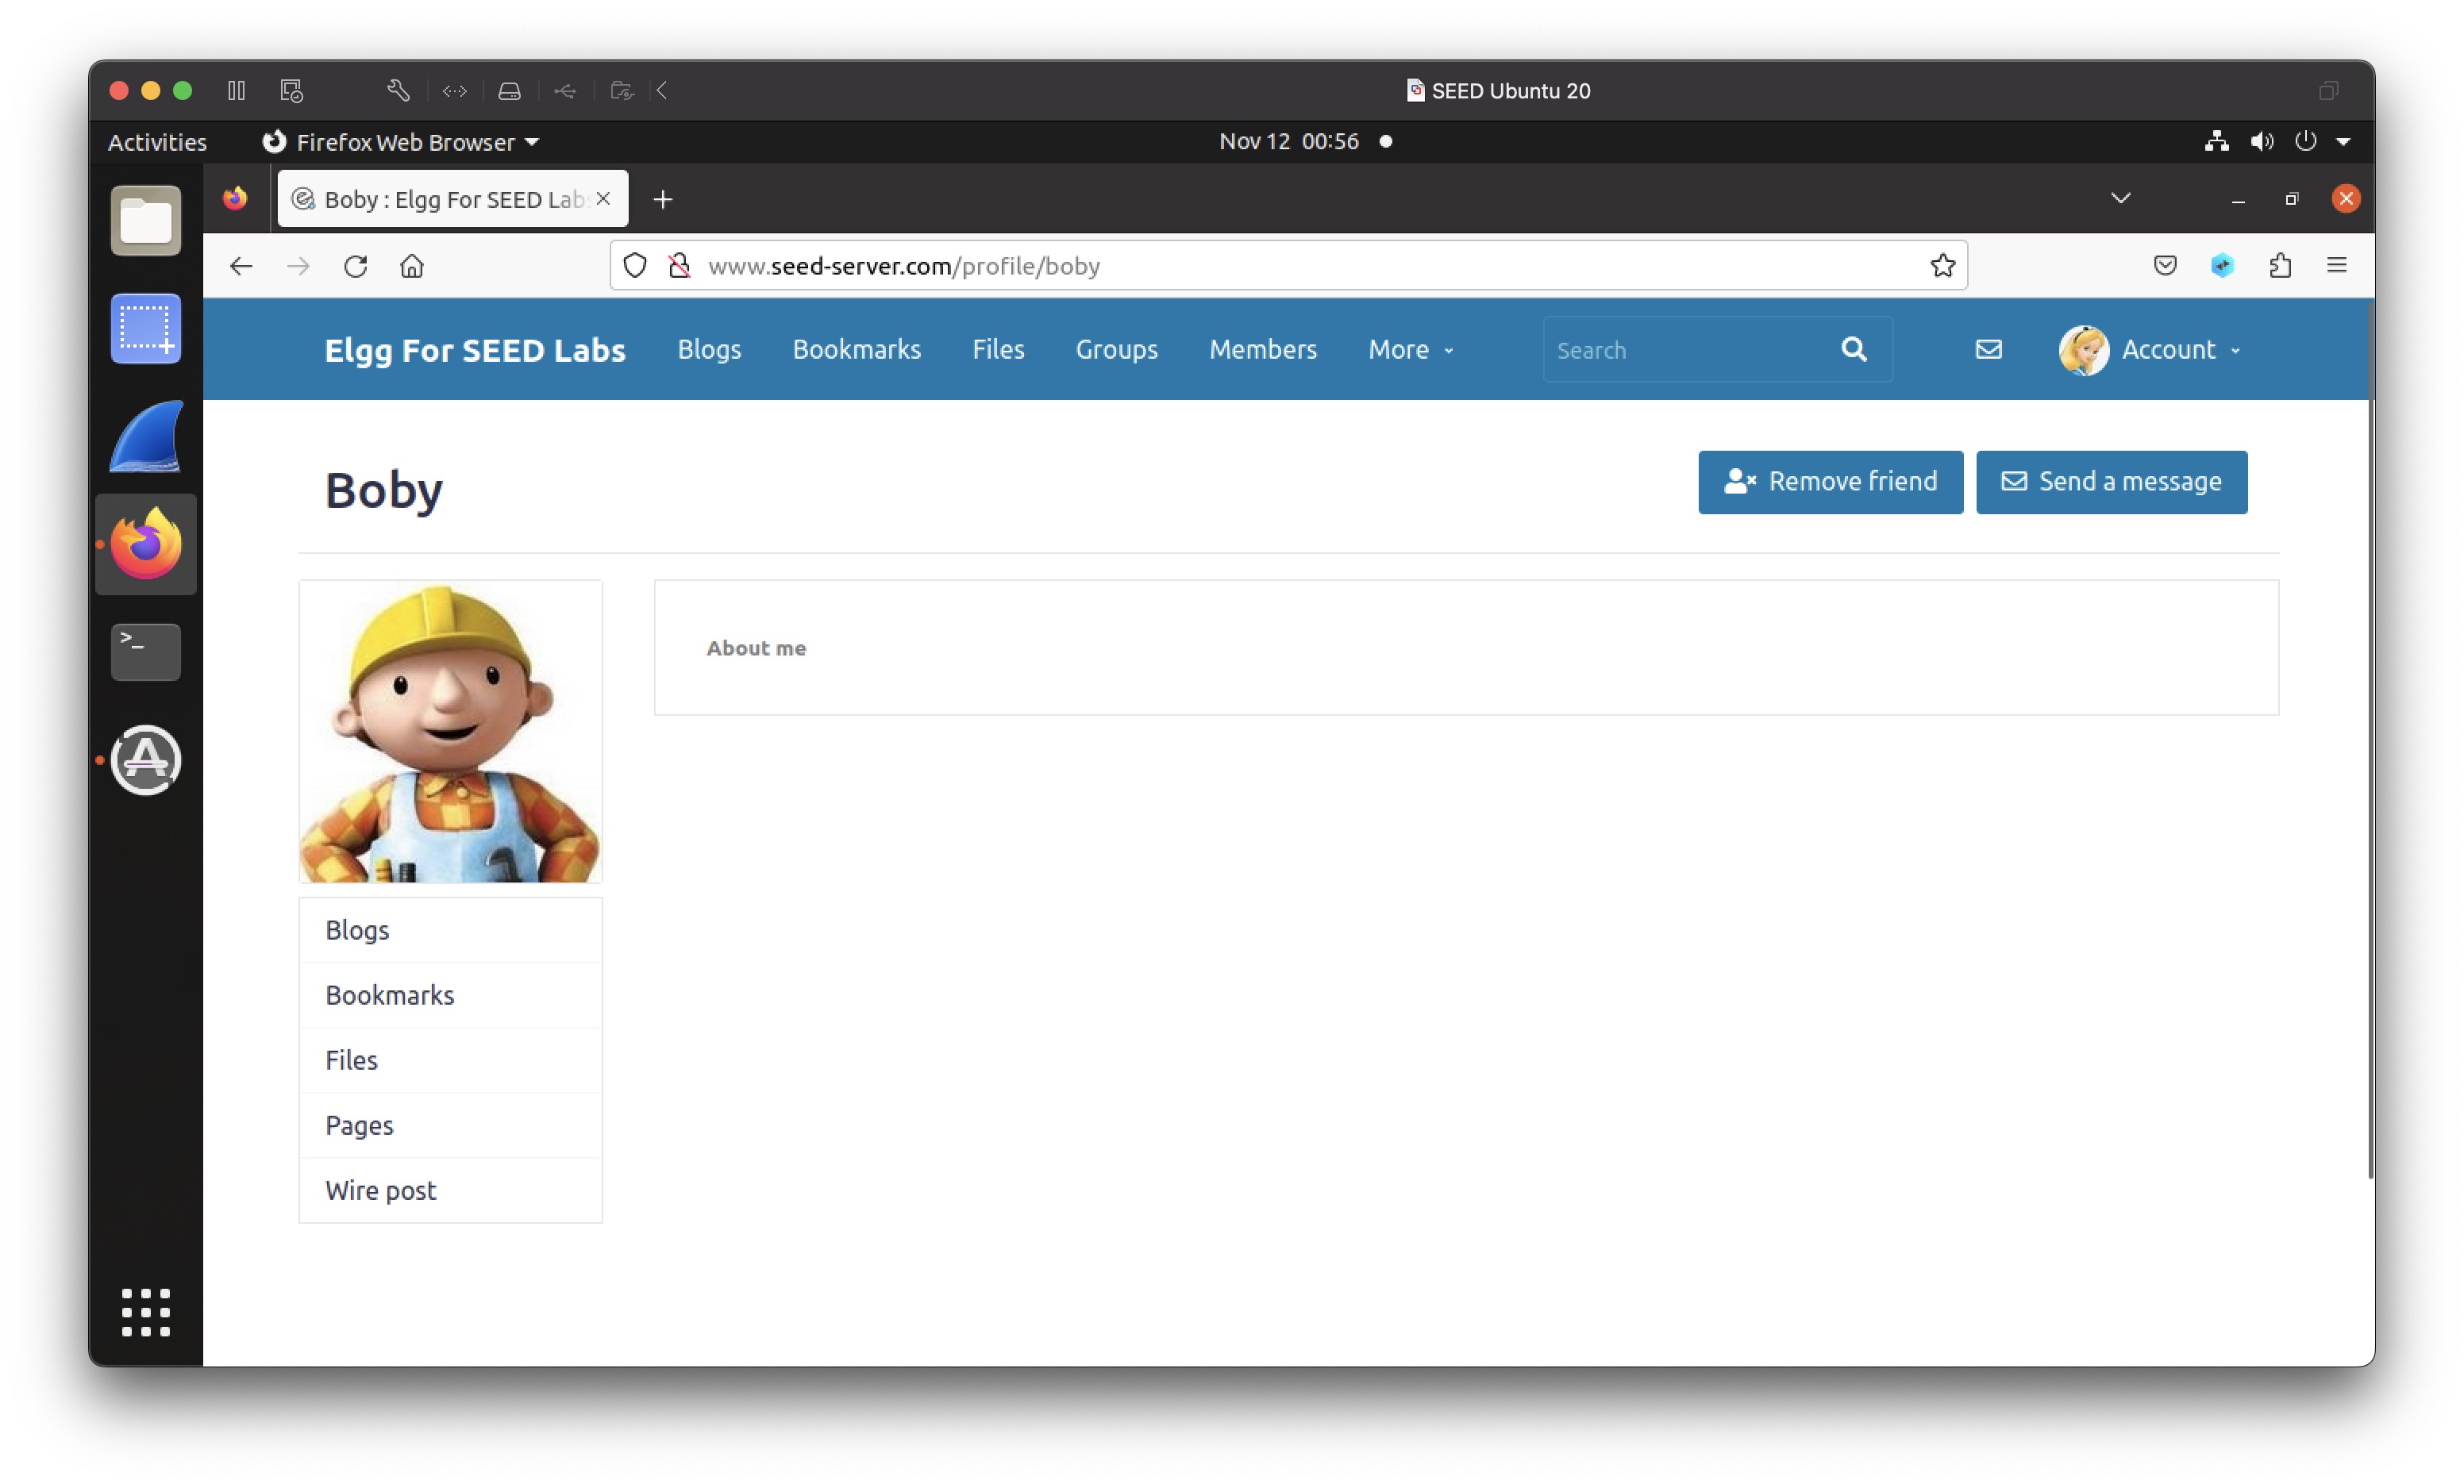 SEED Ubuntu 20
Activities Firefox Web Browser Nov 12 00:56
Boby : Elgg For SEED Lab
www.seed-server.com/profile/boby
Elgg For SEED Labs Blogs Bookmarks Files Groups Members More Search Account
Boby Remove friend Send a message
About me
Blogs
Bookmarks
Files
Pages
Wire post